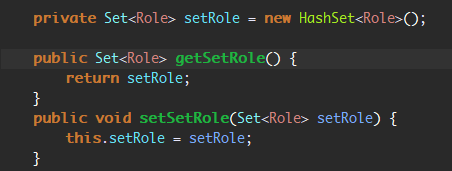 private Set<Role> setRole = new HashSet<Role>();
public Set<Role> getSetRole() {
return setRole;
}
public void setSetRole(Set<Role> setRole) {
this.setRole = setRole;
}